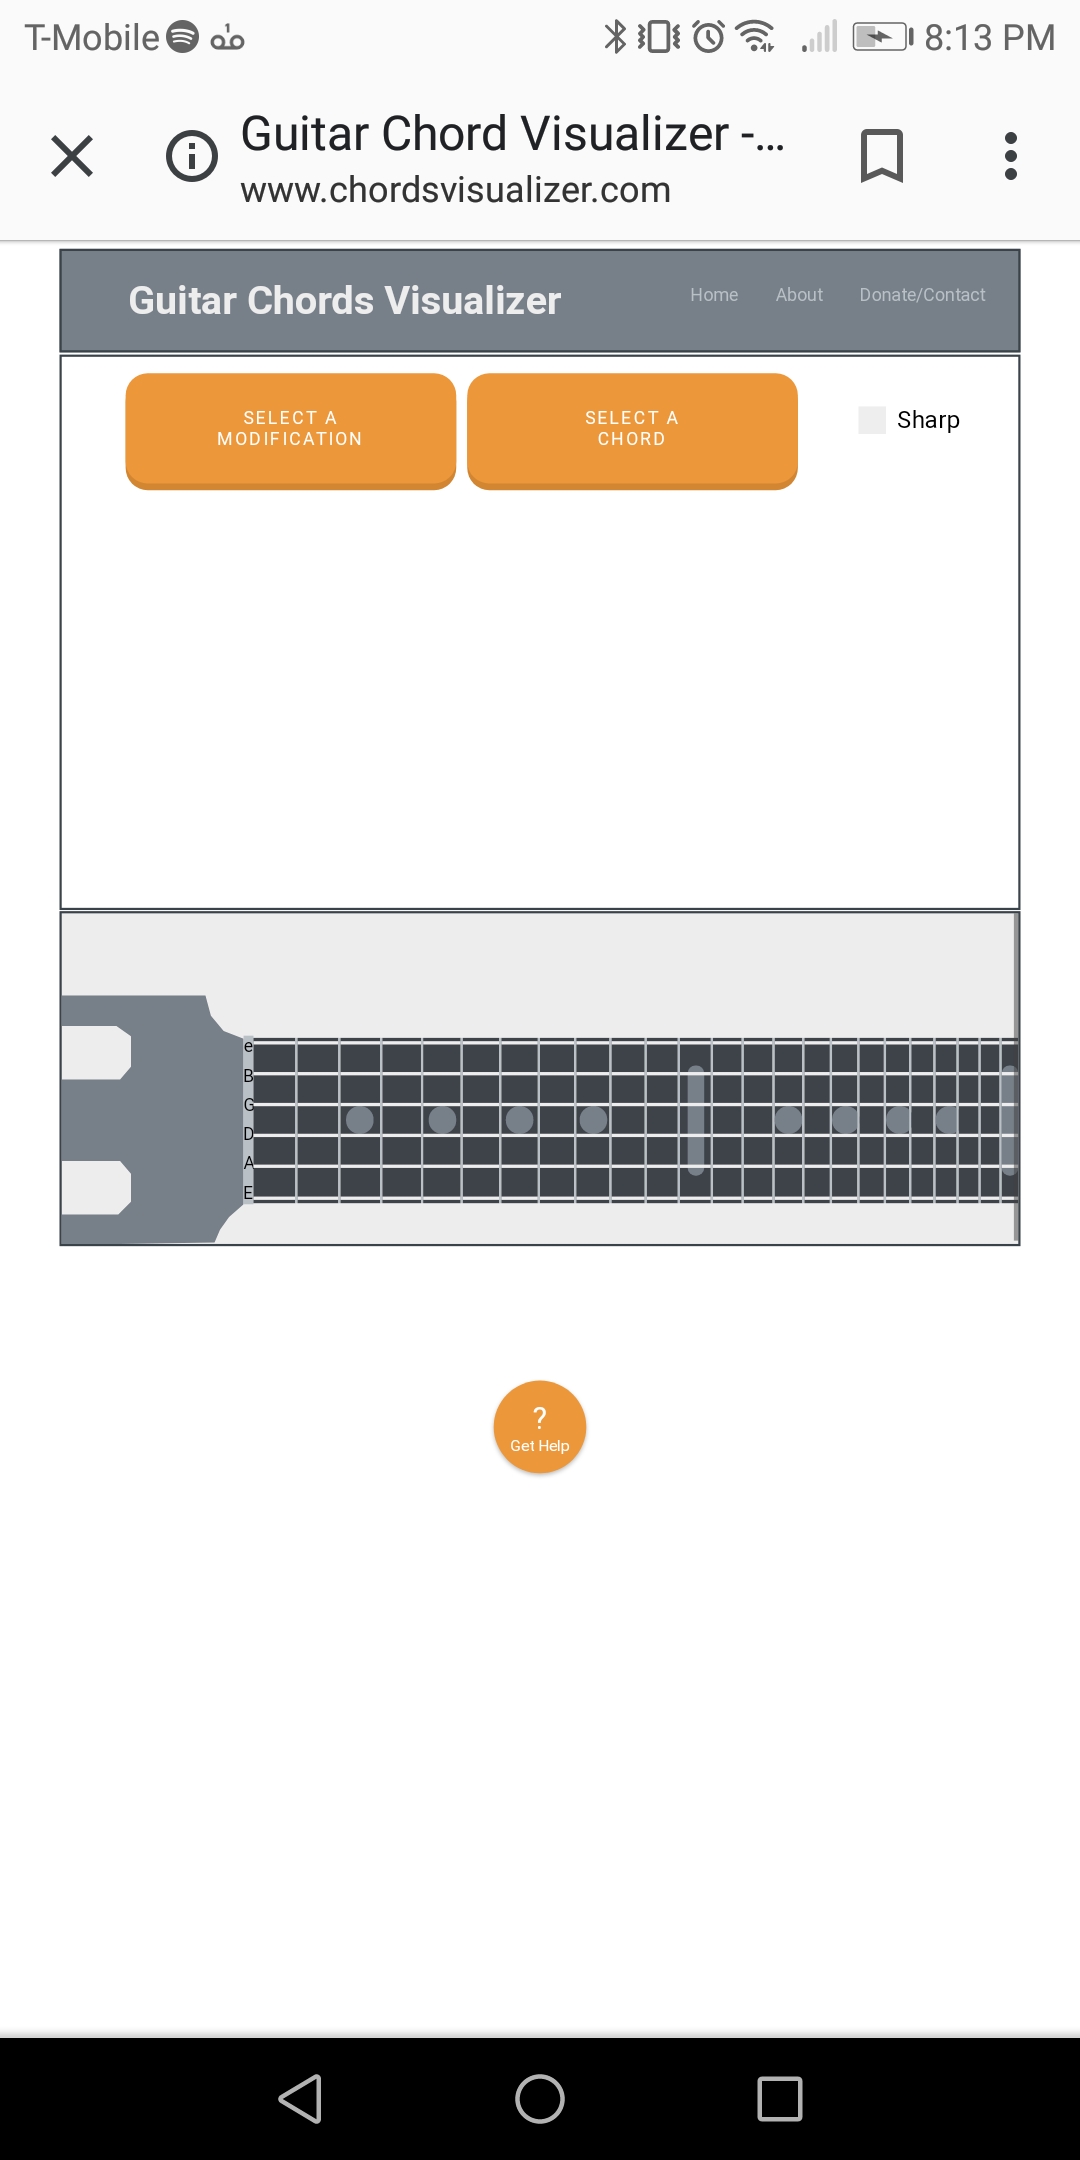 T-Mobile 8:13 PM
Guitar Chord Visualizer -...
www.chordsvisualizer.com
Guitar Chords Visualizer Home About Donate/Contact
SELECT A
MODIFICATION
SELECT A
CHORD
Sharp
e
B
G
D
A
E
?
Get Help